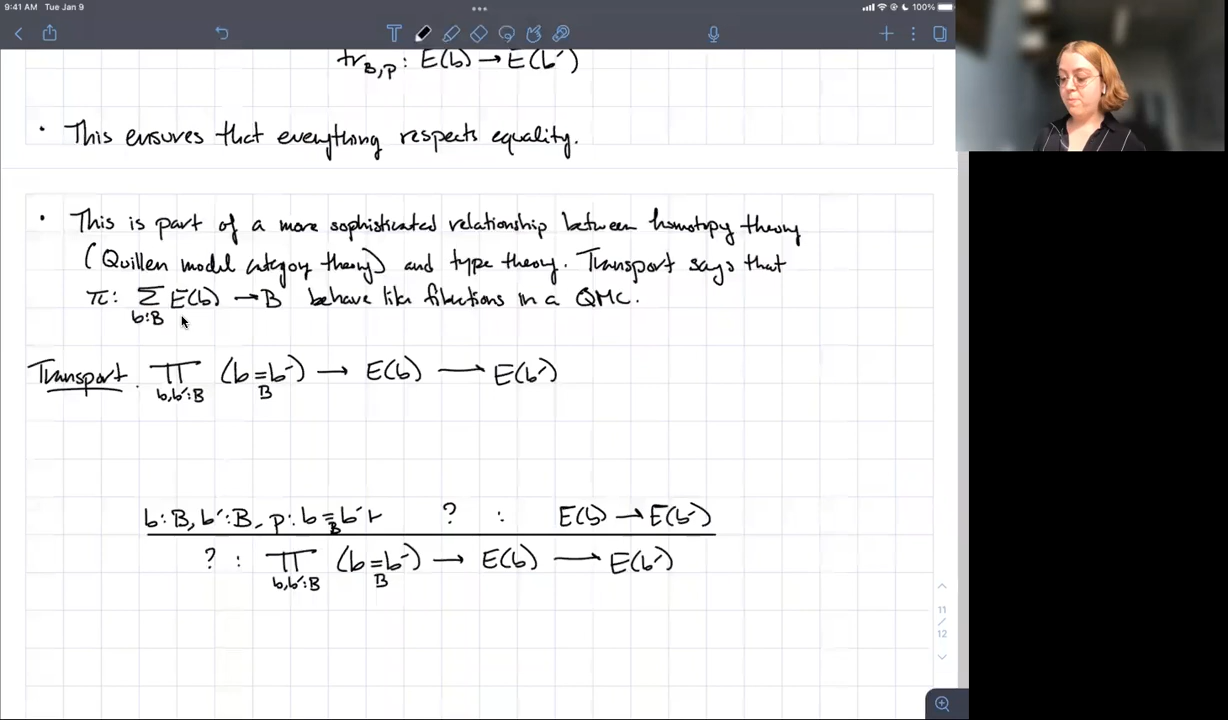 9:41 AM Tue Jan 9
100%
tr_{B,p} : E(b) → E(b′)
· This ensures that everything respects equality.
· This is part of a more sophisticated relationship between homotopy theory
(Quillen model category theory) and type theory. Transport says that
π: Σ_{b:B} E(b) → B behave like fibrations in a QMC.
Transport. Π_{b,b′:B} (b =_B b′) → E(b) → E(b′)
b:B, b′:B, p: b =_B b′ ⊢ ? : E(b) → E(b′)
? : Π_{b,b′:B} (b =_B b′) → E(b) → E(b′)
11
/
12